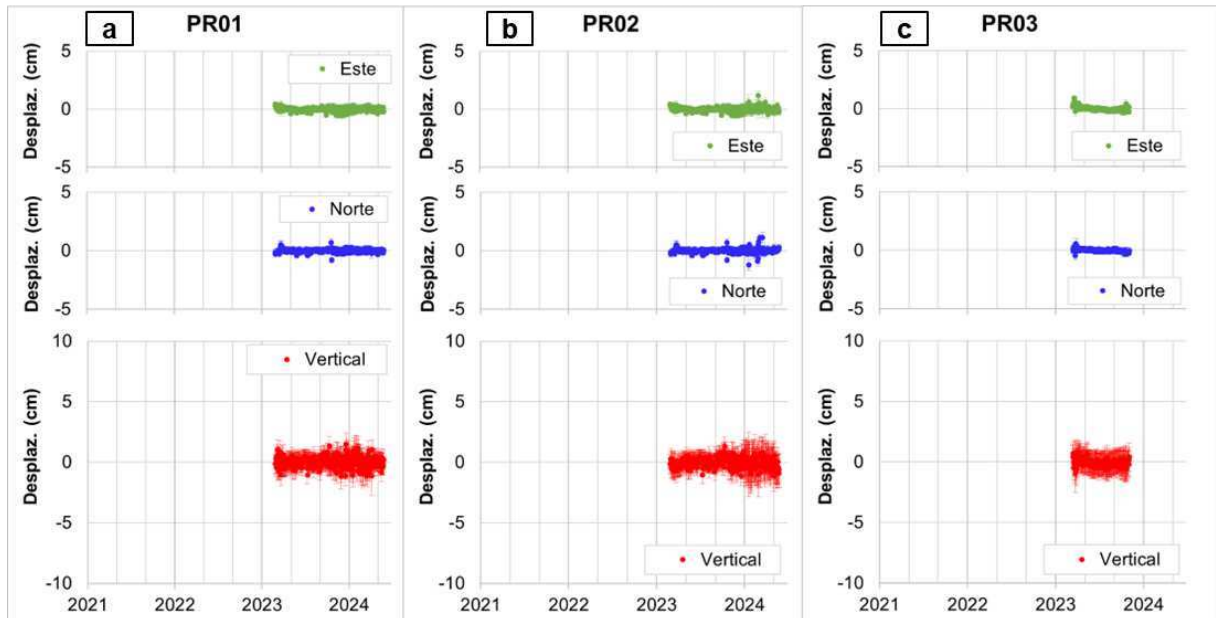 a PR01
5
Este
0
-5
Desplaz. (cm)
5
Norte
0
-5
Desplaz. (cm)
10
Vertical
5
0
-5
-10
Desplaz. (cm)
2021 2022 2023 2024
b PR02
5
0
Este
-5
Desplaz. (cm)
5
0
Norte
-5
Desplaz. (cm)
10
5
0
-5
Vertical
-10
Desplaz. (cm)
2021 2022 2023 2024
c PR03
5
0
Este
-5
Desplaz. (cm)
5
0
Norte
-5
Desplaz. (cm)
10
5
0
-5
Vertical
-10
Desplaz. (cm)
2021 2022 2023 2024